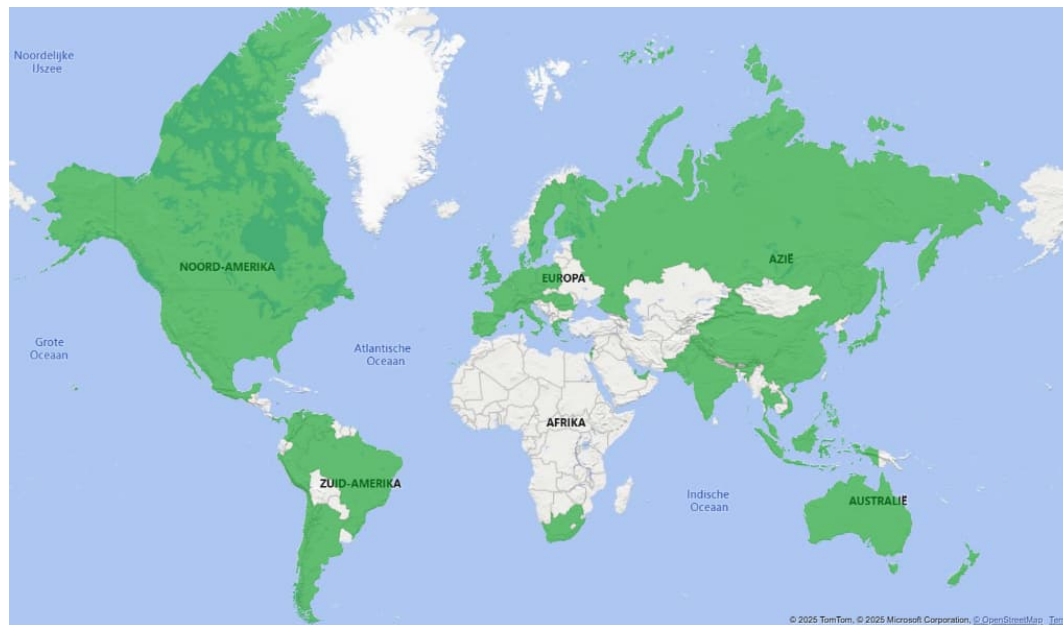 Noordelijke
IJszee
NOORD-AMERIKA
EUROPA
AZIË
Grote
Oceaan
Atlantische
Oceaan
AFRIKA
ZUID-AMERIKA
Indische
Oceaan
AUSTRALIË
© 2025 TomTom, © 2025 Microsoft Corporation, © OpenStreetMap